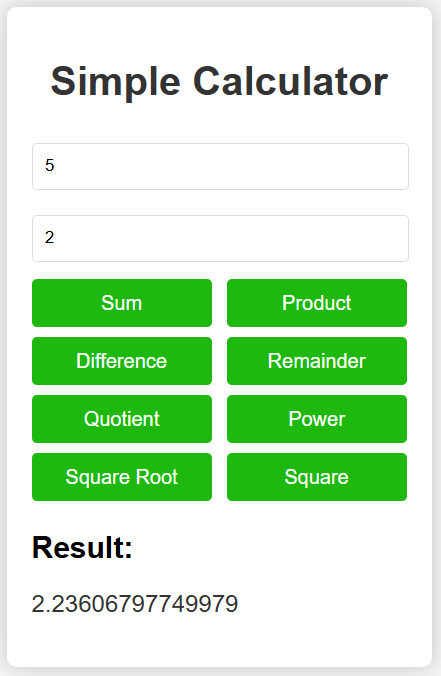 Simple Calculator
5
2
Sum Product
Difference Remainder
Quotient Power
Square Root Square
Result:
2.23606797749979